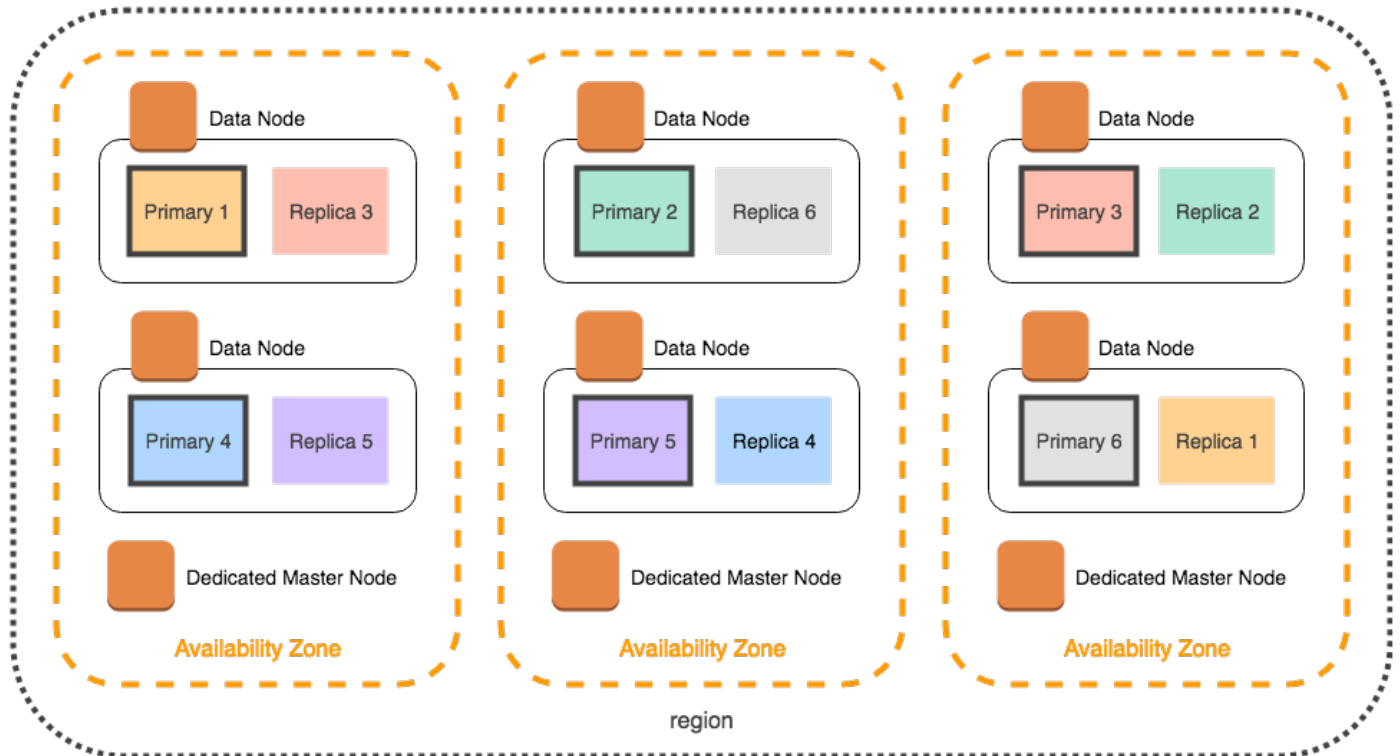 Data Node
Primary 1
Replica 3
Data Node
Primary 4
Replica 5
Dedicated Master Node
Availability Zone
Data Node
Primary 2
Replica 6
Data Node
Primary 5
Replica 4
Dedicated Master Node
Availability Zone
Data Node
Primary 3
Replica 2
Data Node
Primary 6
Replica 1
Dedicated Master Node
Availability Zone
region